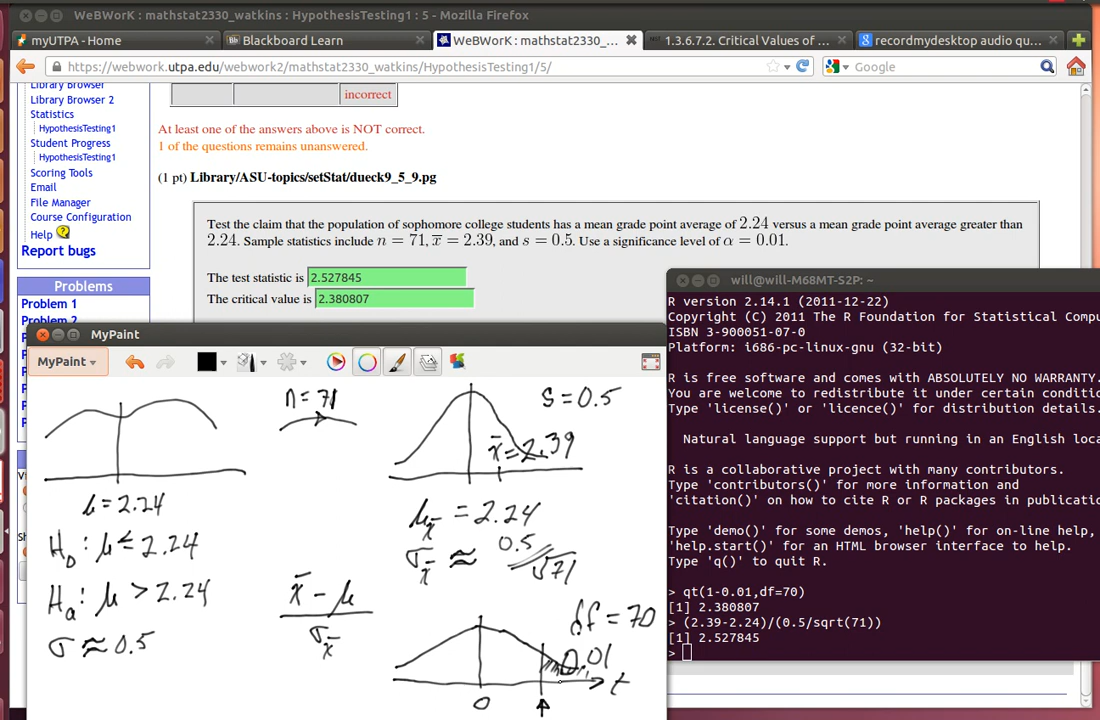 WeBWorK : mathstat2330_watkins : HypothesisTesting1 : 5 - Mozilla Firefox
myUTPA - Home
Blackboard Learn
WeBWorK : mathstat2330_...
1.3.6.7.2. Critical Values of ...
recordmydesktop audio qu...
https://webwork.utpa.edu/webwork2/mathstat2330_watkins/HypothesisTesting1/5/
Google
Library Browser
Library Browser 2
Statistics
HypothesisTesting1
Student Progress
HypothesisTesting1
Scoring Tools
Email
File Manager
Course Configuration
Help
Report bugs
Problems
Problem 1
Problem 2
incorrect
At least one of the answers above is NOT correct.
1 of the questions remains unanswered.
(1 pt) Library/ASU-topics/setStat/dueck9_5_9.pg
Test the claim that the population of sophomore college students has a mean grade point average of 2.24 versus a mean grade point average greater than
2.24. Sample statistics include n = 71, x̅ = 2.39, and s = 0.5. Use a significance level of α = 0.01.
The test statistic is 2.527845
The critical value is 2.380807
MyPaint
MyPaint
n = 71
S = 0.5
x̅ = 2.39
μ = 2.24
H₀ : μ ≤ 2.24
Hₐ : μ > 2.24
σ ≈ 0.5
x̅ - μ
σx̅
μx̅ = 2.24
σx̅ ≈ 0.5/√71
df = 70
0.01
t
0
will@will-M68MT-S2P: ~
R version 2.14.1 (2011-12-22)
Copyright (C) 2011 The R Foundation for Statistical Compu
ISBN 3-900051-07-0
Platform: i686-pc-linux-gnu (32-bit)
R is free software and comes with ABSOLUTELY NO WARRANTY.
You are welcome to redistribute it under certain conditio
Type 'license()' or 'licence()' for distribution details.
Natural language support but running in an English loca
R is a collaborative project with many contributors.
Type 'contributors()' for more information and
'citation()' on how to cite R or R packages in publicatio
Type 'demo()' for some demos, 'help()' for on-line help,
'help.start()' for an HTML browser interface to help.
Type 'q()' to quit R.
> qt(1-0.01,df=70)
[1] 2.380807
> (2.39-2.24)/(0.5/sqrt(71))
[1] 2.527845
>